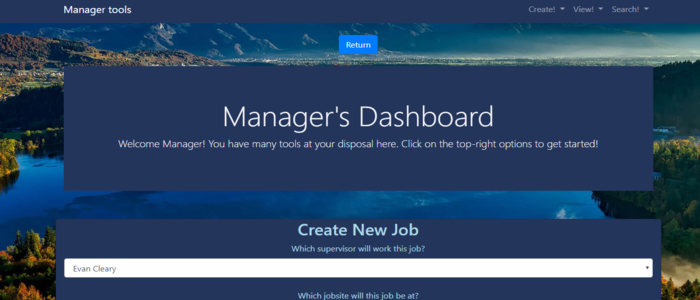 Manager tools
Create! View! Search!
Return
Manager's Dashboard
Welcome Manager! You have many tools at your disposal here. Click on the top-right options to get started!
Create New Job
Which supervisor will work this job?
Evan Cleary
Which jobsite will this job be at?